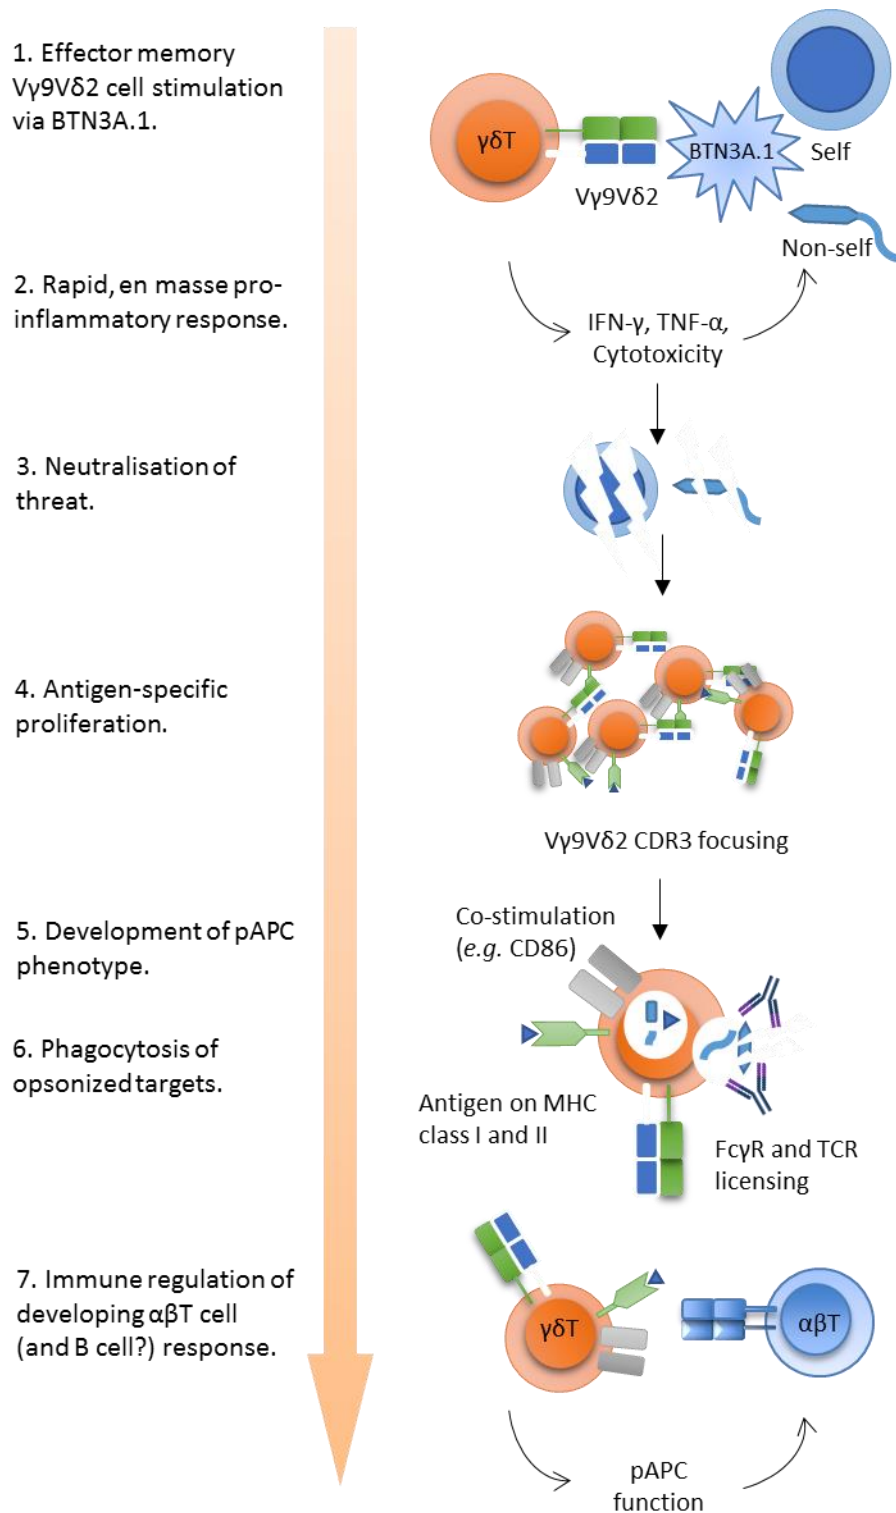 1. Effector memory
Vγ9Vδ2 cell stimulation
via BTN3A.1.
γδT
BTN3A.1
Self
Vγ9Vδ2
Non-self
2. Rapid, en masse pro-
inflammatory response.
IFN-γ, TNF-α,
Cytotoxicity
3. Neutralisation of
threat.
4. Antigen-specific
proliferation.
Vγ9Vδ2 CDR3 focusing
5. Development of pAPC
phenotype.
Co-stimulation
(e.g. CD86)
6. Phagocytosis of
opsonized targets.
Antigen on MHC
class I and II
FcγR and TCR
licensing
7. Immune regulation of
developing αβT cell
(and B cell?) response.
γδT
αβT
pAPC
function